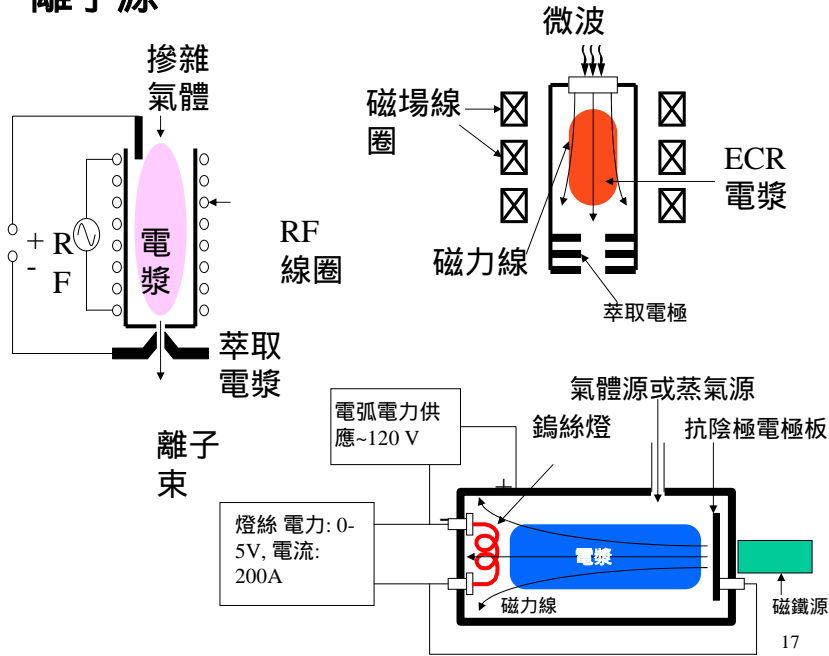 離子源
摻雜
氣體
+ R
- F
電
漿
RF
線圈
萃取
電漿
離子
束
微波
磁場線
圈
ECR
電漿
磁力線
萃取電極
電弧電力供
應~120 V
鎢絲燈
氣體源或蒸氣源
抗陰極電極板
+
-
燈絲 電力: 0-
5V, 電流:
200A
電漿
磁力線
磁鐵源
17